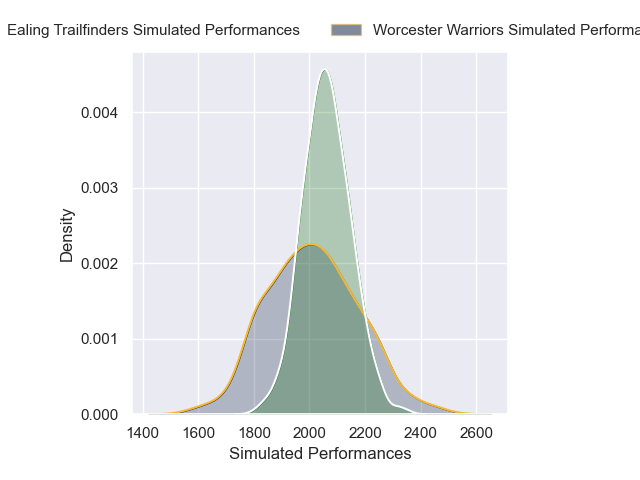 Ealing Trailfinders Simulated Performances
Worcester Warriors Simulated
0.004
0.003
0.002
0.001
0.000
Density
1400 1600 1800 2000 2200 2400 2600
Simulated Performances